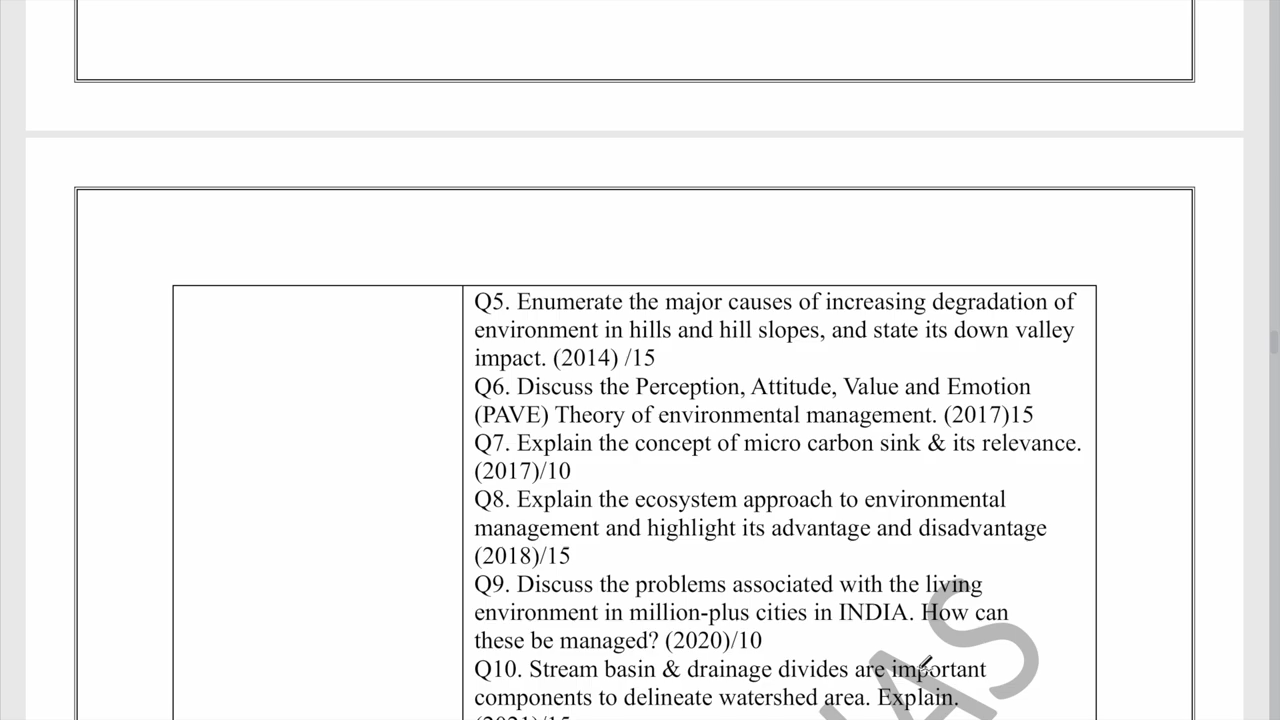 Q5. Enumerate the major causes of increasing degradation of
environment in hills and hill slopes, and state its down valley
impact. (2014) /15
Q6. Discuss the Perception, Attitude, Value and Emotion
(PAVE) Theory of environmental management. (2017)15
Q7. Explain the concept of micro carbon sink & its relevance.
(2017)/10
Q8. Explain the ecosystem approach to environmental
management and highlight its advantage and disadvantage
(2018)/15
Q9. Discuss the problems associated with the living
environment in million-plus cities in INDIA. How can
these be managed? (2020)/10
Q10. Stream basin & drainage divides are important
components to delineate watershed area. Explain.
(2021)/15
IAS